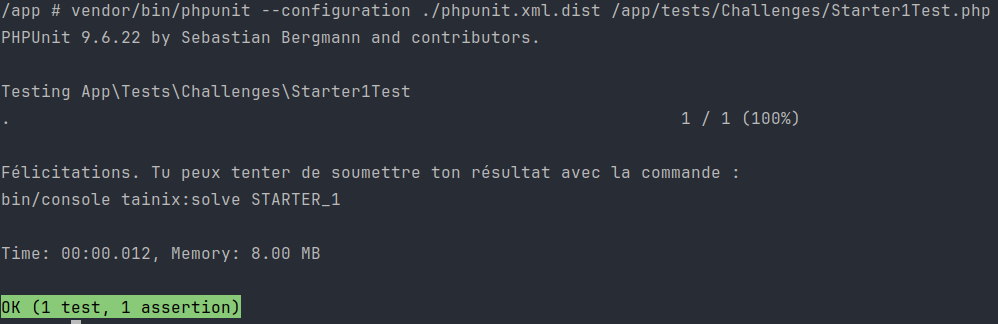 /app # vendor/bin/phpunit --configuration ./phpunit.xml.dist /app/tests/Challenges/Starter1Test.php
PHPUnit 9.6.22 by Sebastian Bergmann and contributors.
Testing App\Tests\Challenges\Starter1Test
. 1 / 1 (100%)
Félicitations. Tu peux tenter de soumettre ton résultat avec la commande :
bin/console tainix:solve STARTER_1
Time: 00:00.012, Memory: 8.00 MB
OK (1 test, 1 assertion)